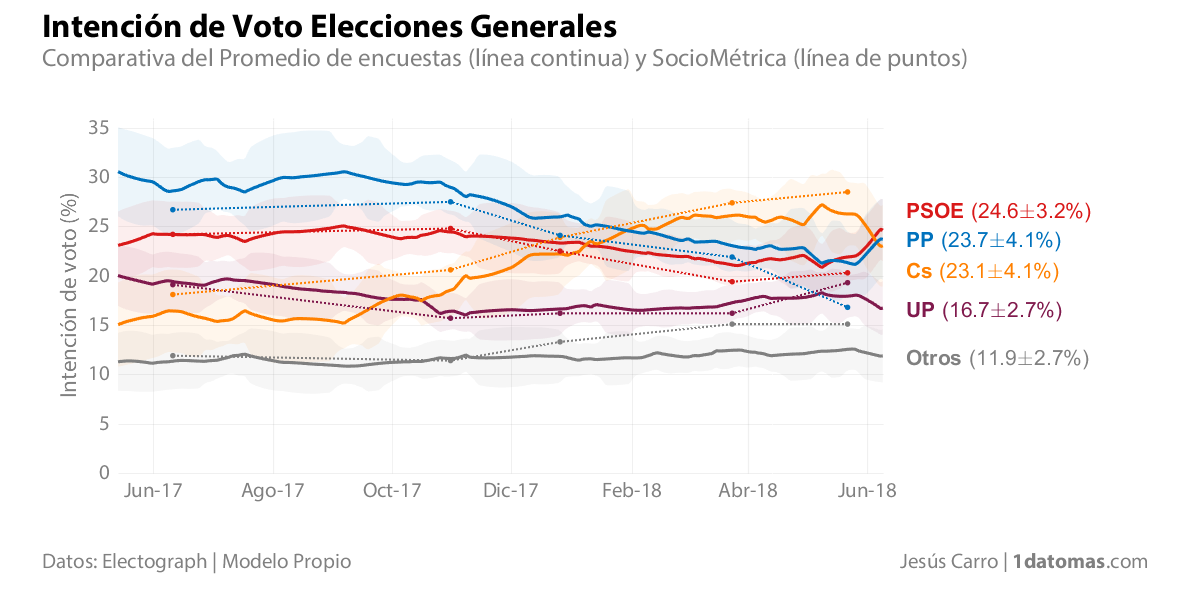 Intención de Voto Elecciones Generales
Comparativa del Promedio de encuestas (línea continua) y SocioMétrica (línea de puntos)
Intención de voto (%)
35
30
25
20
15
10
5
0
Jun-17 Ago-17 Oct-17 Dic-17 Feb-18 Abr-18 Jun-18
PSOE (24.6±3.2%)
PP (23.7±4.1%)
Cs (23.1±4.1%)
UP (16.7±2.7%)
Otros (11.9±2.7%)
Datos: Electograph | Modelo Propio
Jesús Carro | 1datomas.com